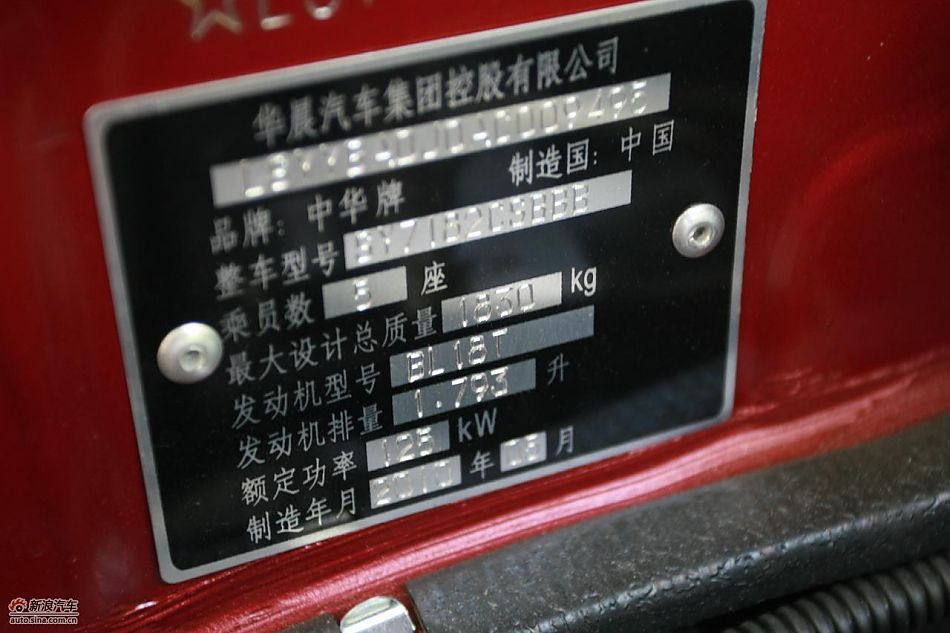 华晨汽车集团控股有限公司
制造国：中国
品牌：中华牌
整车型号
乘员数 5 座
最大设计总质量 1830 kg
发动机型号 BL18T
发动机排量 1.793 升
额定功率 125 kW
制造年月 2010 年 08 月
新浪汽车
auto.sina.com.cn